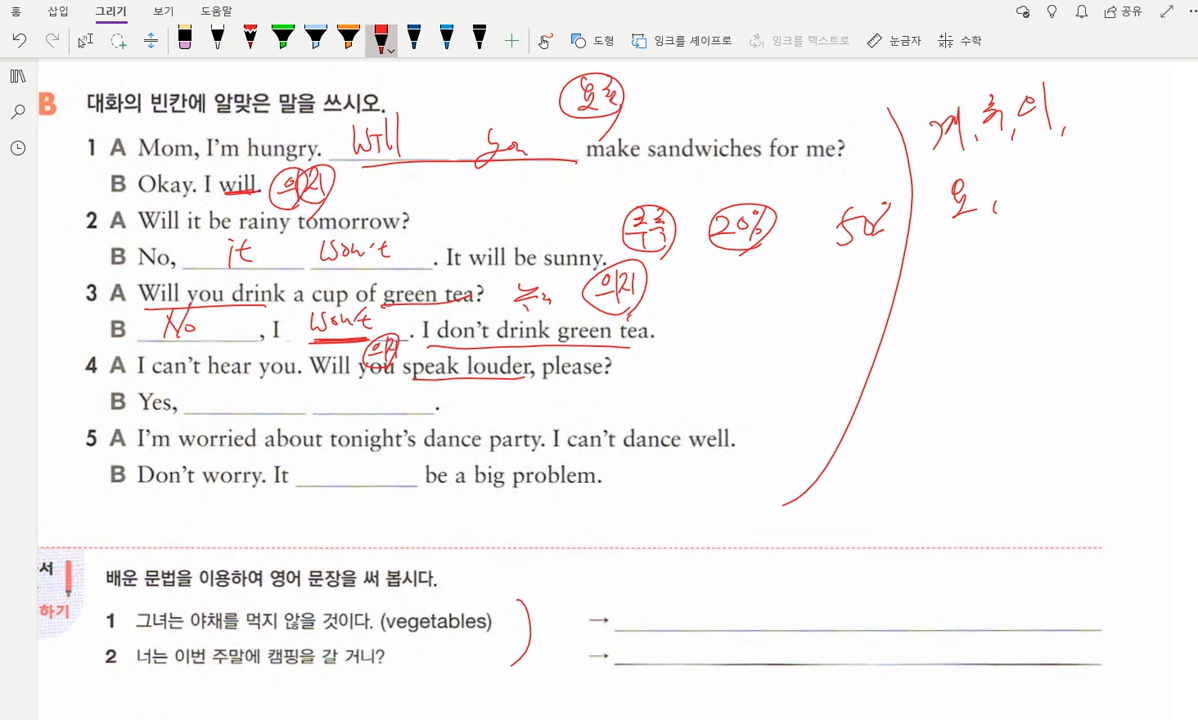 홈 삽입 그리기 보기 도움말 공유
도형 잉크를 셰이프로 잉크를 텍스트로 눈금자 수학
B 대화의 빈칸에 알맞은 말을 쓰시오. 요청
계, 추, 의,
요,
1 A Mom, I'm hungry. Will you make sandwiches for me?
B Okay. I will. 의지
2 A Will it be rainy tomorrow?
B No, it won't. It will be sunny. 추측 20% 50%
3 A Will you drink a cup of green tea? 의지
B No, I won't. I don't drink green tea.
의지
4 A I can't hear you. Will you speak louder, please?
B Yes, .
5 A I'm worried about tonight's dance party. I can't dance well.
B Don't worry. It be a big problem.
서
하기
배운 문법을 이용하여 영어 문장을 써 봅시다.
1 그녀는 야채를 먹지 않을 것이다. (vegetables) →
2 너는 이번 주말에 캠핑을 갈 거니? →